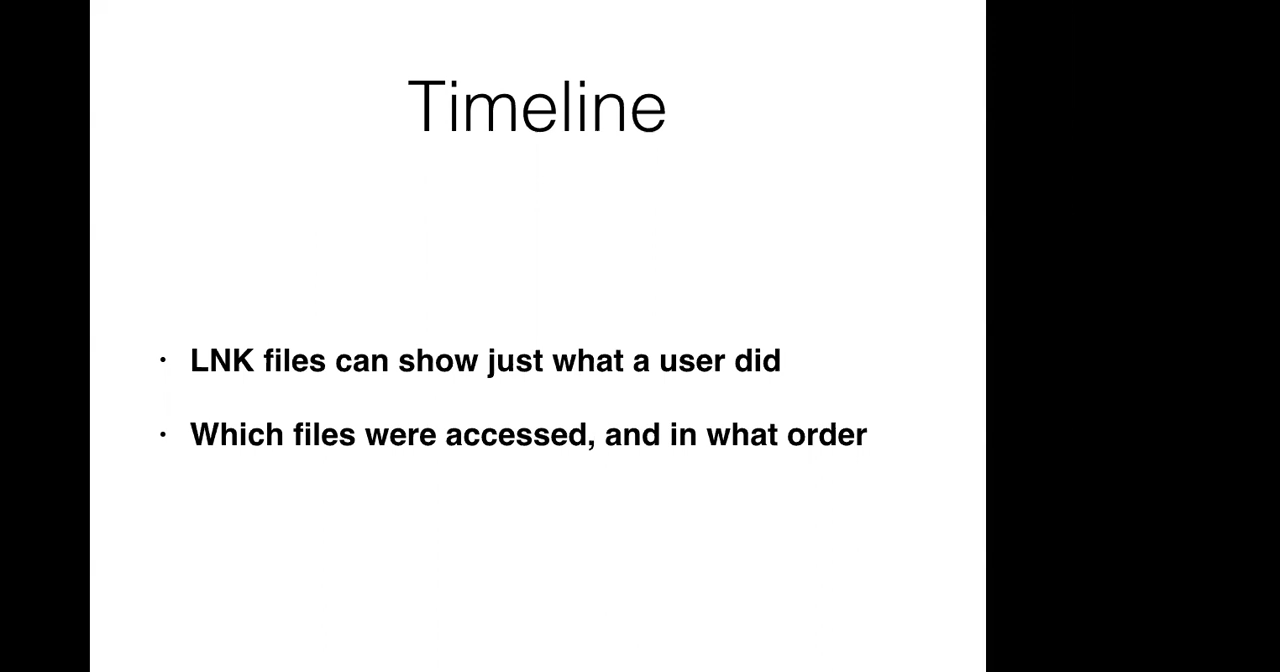 Timeline
· LNK files can show just what a user did
· Which files were accessed, and in what order